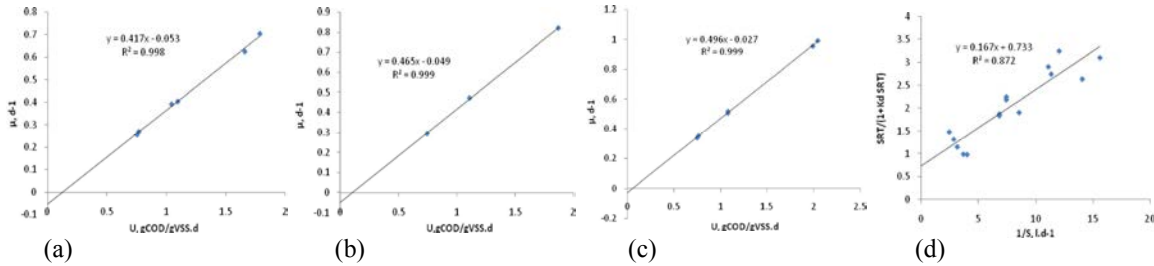 0.8
0.7
0.6
0.5
0.4
0.3
0.2
0.1
0
-0.1
μ, d-1
y = 0.417x - 0.053
R² = 0.998
0
0.5
1
1.5
2
U, gCOD/gVSS.d
(a)
0.9
0.8
0.7
0.6
0.5
0.4
0.3
0.2
0.1
0
-0.1
μ, d-1
y = 0.465x - 0.049
R² = 0.999
0
0.5
1
1.5
2
U,gCOD/gVSS.d
(b)
1.2
1
0.8
0.6
0.4
0.2
0
-0.2
μ, d-1
y = 0.496x - 0.027
R² = 0.999
0
0.5
1
1.5
2
2.5
U, gCOD/gVSS.d
(c)
4
3.5
3
2.5
2
1.5
1
0.5
0
SRT/(1+Kd SRT)
y = 0.167x + 0.733
R² = 0.872
0
5
10
15
20
1/S, l.d-1
(d)